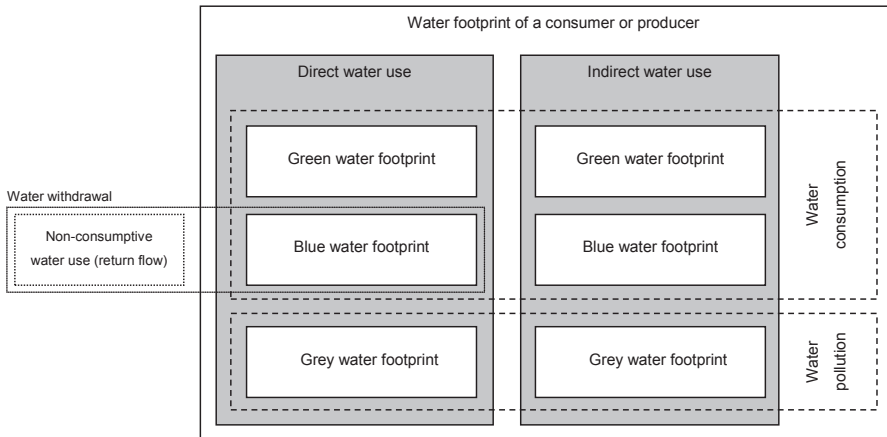 Water footprint of a consumer or producer
Direct water use
Indirect water use
Green water footprint
Green water footprint
Water
consumption
Water withdrawal
Non-consumptive
water use (return flow)
Blue water footprint
Blue water footprint
Grey water footprint
Grey water footprint
Water
pollution